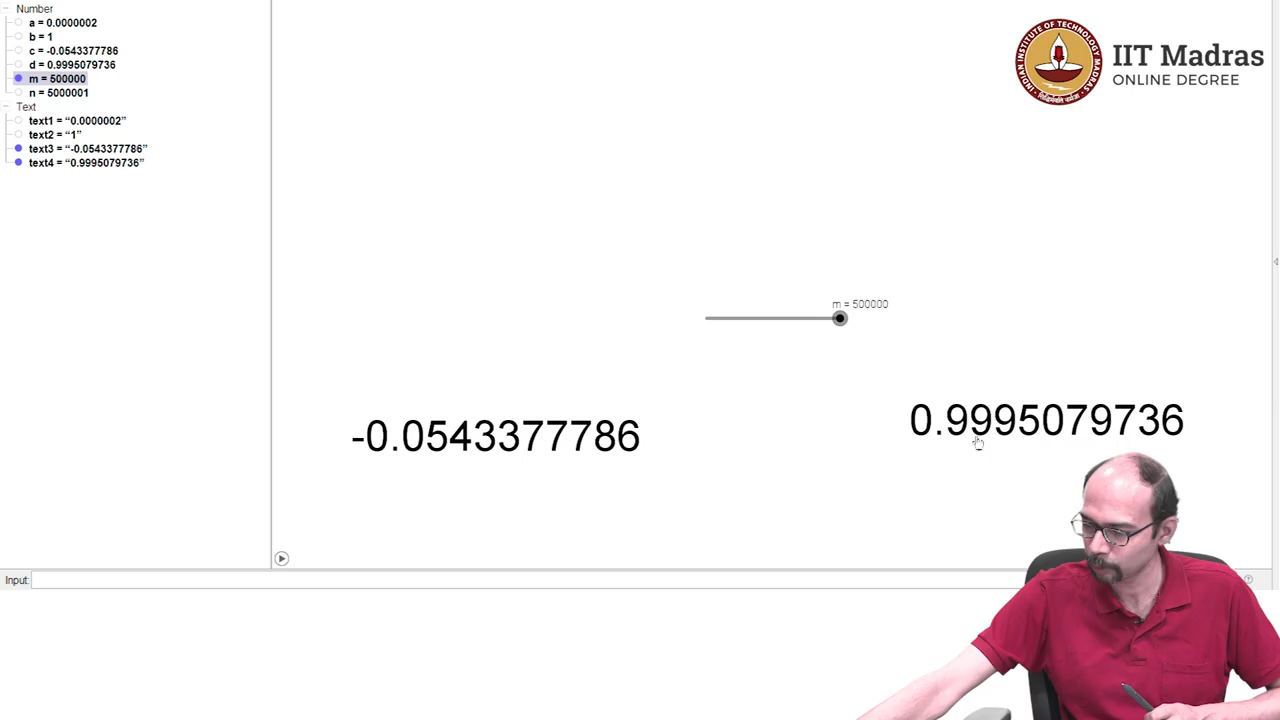 Number
a = 0.0000002
b = 1
c = -0.0543377786
d = 0.9995079736
m = 500000
n = 5000001
Text
text1 = “0.0000002”
text2 = “1”
text3 = “-0.0543377786”
text4 = “0.9995079736”
IIT Madras
ONLINE DEGREE
m = 500000
-0.0543377786
0.9995079736
Input: